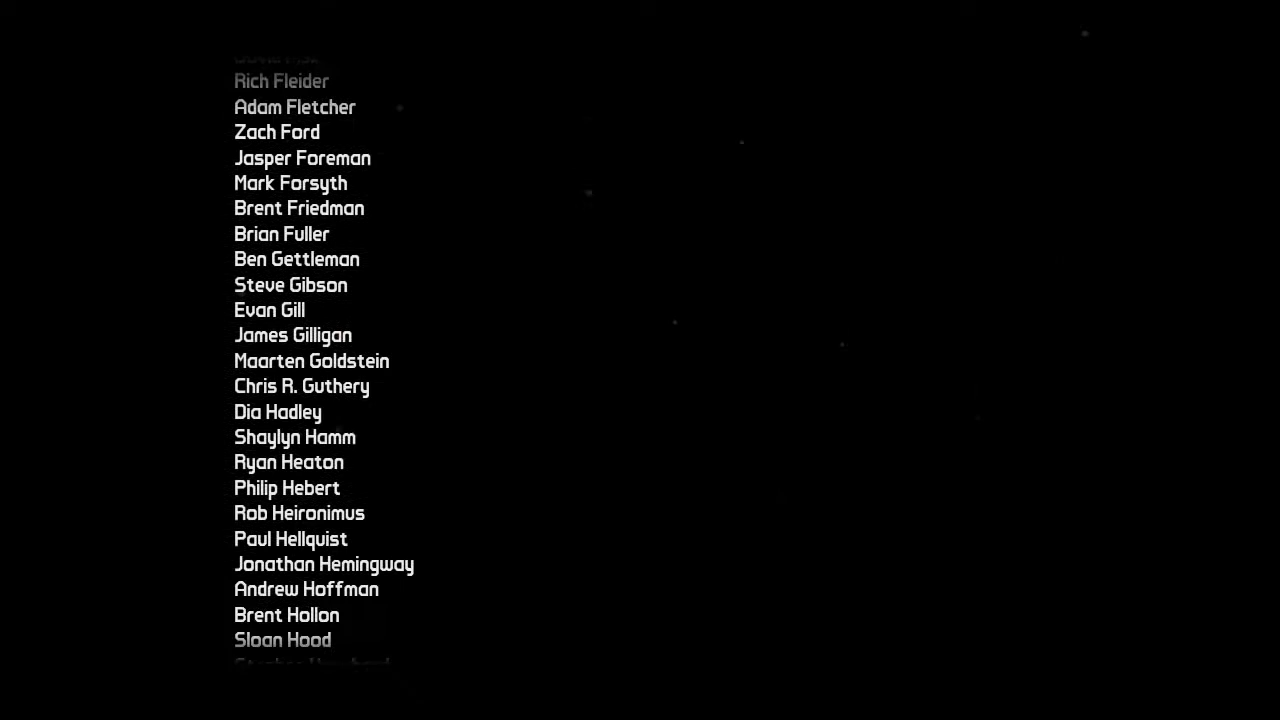 Rich Fleider
Adam Fletcher
Zach Ford
Jasper Foreman
Mark Forsyth
Brent Friedman
Brian Fuller
Ben Gettleman
Steve Gibson
Evan Gill
James Gilligan
Maarten Goldstein
Chris R. Guthery
Dia Hadley
Shaylyn Hamm
Ryan Heaton
Philip Hebert
Rob Heironimus
Paul Hellquist
Jonathan Hemingway
Andrew Hoffman
Brent Hollon
Sloan Hood